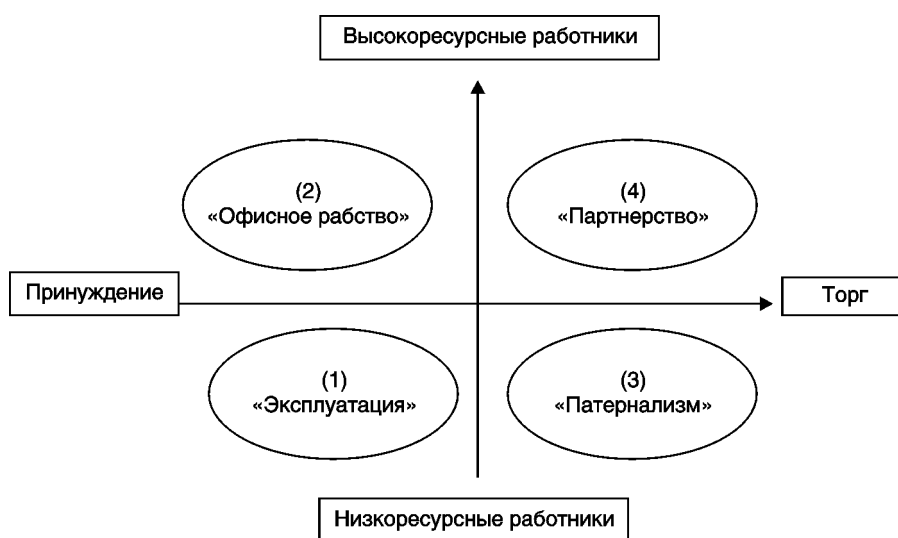 Высокоресурсные работники
(2)
«Офисное рабство»
(4)
«Партнерство»
Принуждение
Торг
(1)
«Эксплуатация»
(3)
«Патернализм»
Низкоресурсные работники